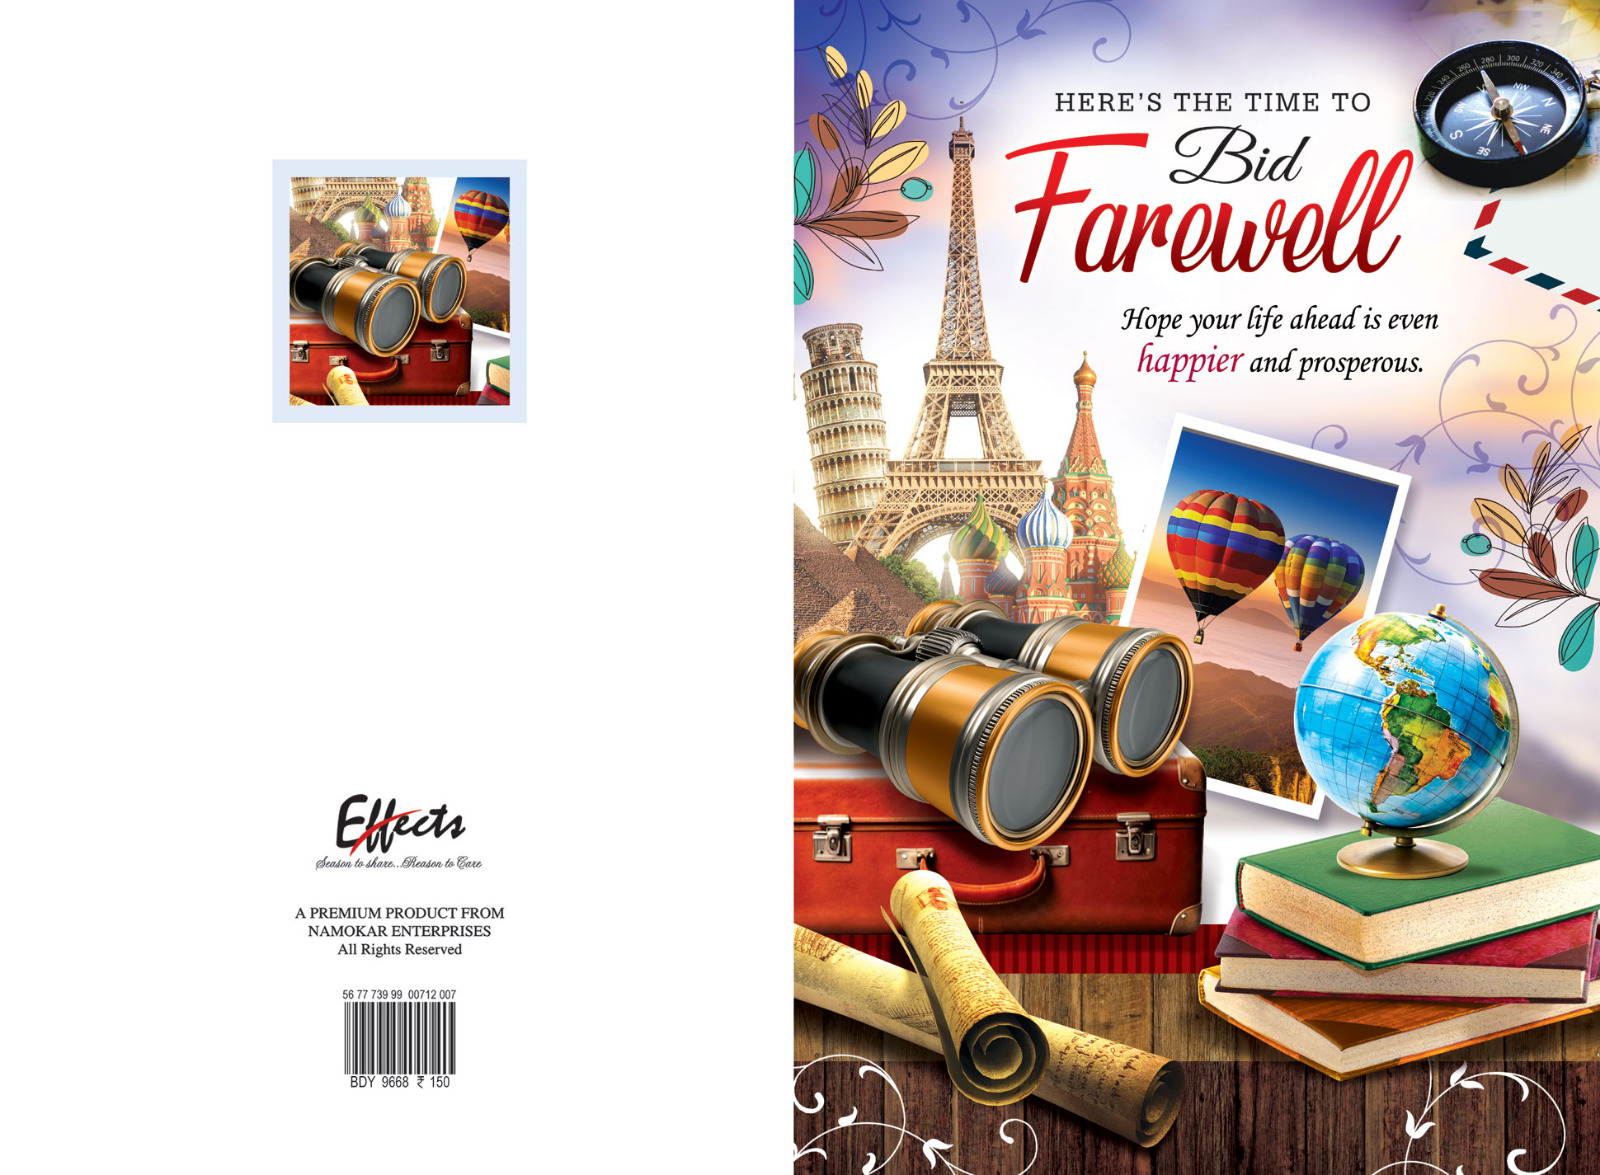 Effects
Season to share...Reason to Care
A PREMIUM PRODUCT FROM
NAMOKAR ENTERPRISES
All Rights Reserved
56 77 739 99 00712 007
BDY 9668 ₹ 150
HERE'S THE TIME TO
Bid
Farewell
Hope your life ahead is even
happier and prosperous.